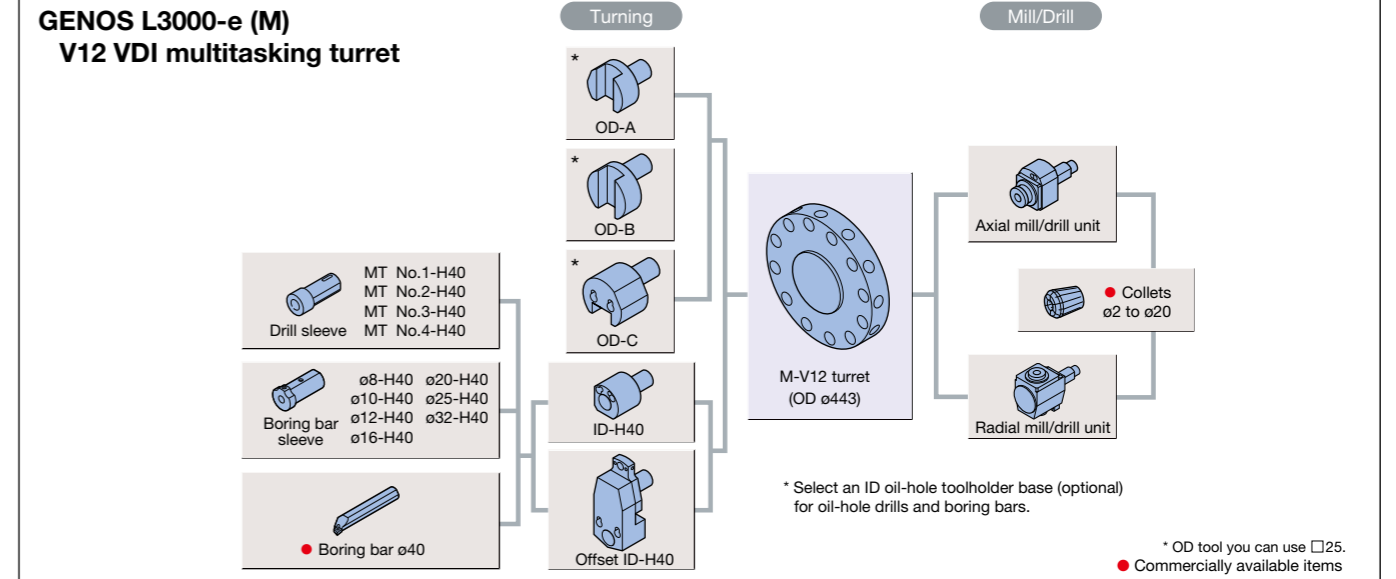 GENOS L3000-e (M)
V12 VDI multitasking turret
Turning
Mill/Drill
*
OD-A
*
OD-B
*
OD-C
Drill sleeve
MT No.1-H40
MT No.2-H40
MT No.3-H40
MT No.4-H40
Boring bar
sleeve
ø8-H40 ø20-H40
ø10-H40 ø25-H40
ø12-H40 ø32-H40
ø16-H40
● Boring bar ø40
ID-H40
Offset ID-H40
M-V12 turret
(OD ø443)
Axial mill/drill unit
● Collets
ø2 to ø20
Radial mill/drill unit
* Select an ID oil-hole toolholder base (optional)
for oil-hole drills and boring bars.
* OD tool you can use □25.
● Commercially available items